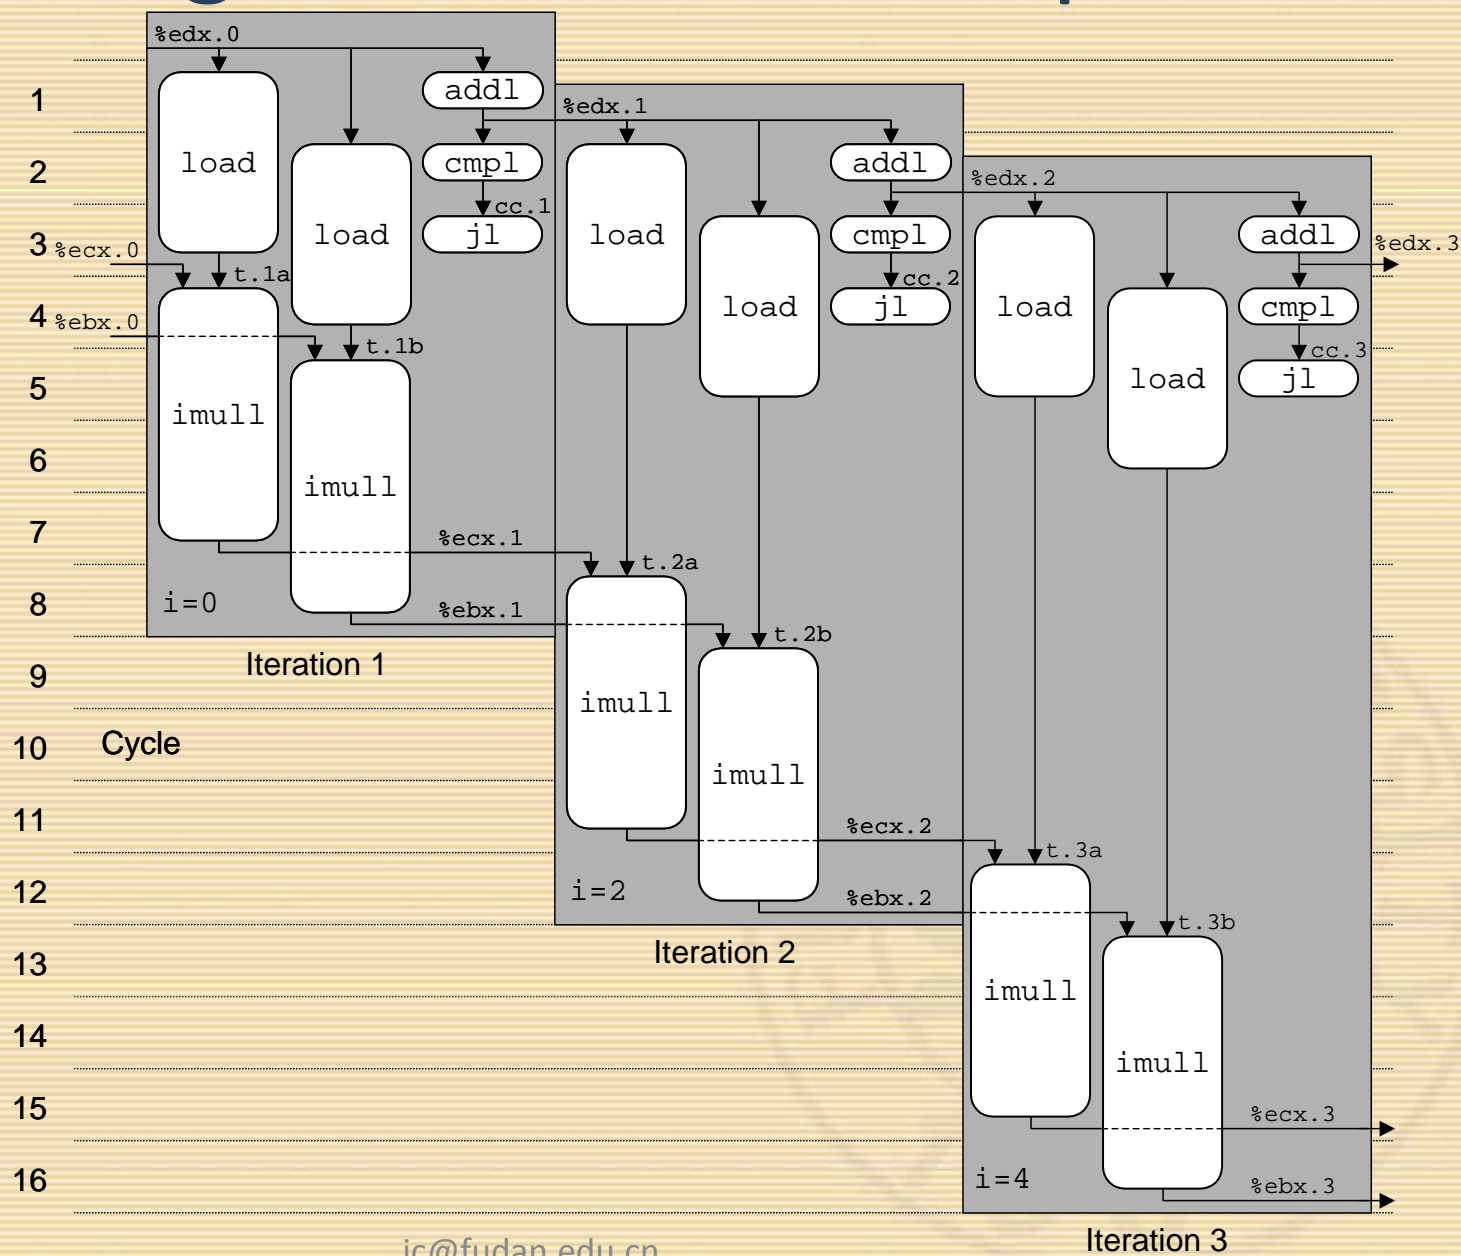 %edx.0
1
addl
%edx.1
load
2
cmpl
addl
%edx.2
cc.1
load
jl
load
cmpl
addl
3
%ecx.0
%edx.3
t.1a
cc.2
load
jl
load
cmpl
4
%ebx.0
t.1b
cc.3
5
load
jl
imull
6
imull
7
%ecx.1
t.2a
8
i=0
%ebx.1
t.2b
Iteration 1
9
imull
10
Cycle
imull
11
%ecx.2
t.3a
12
i=2
%ebx.2
t.3b
Iteration 2
13
imull
14
imull
15
%ecx.3
16
i=4
%ebx.3
Iteration 3
ic@fudan.edu.cn